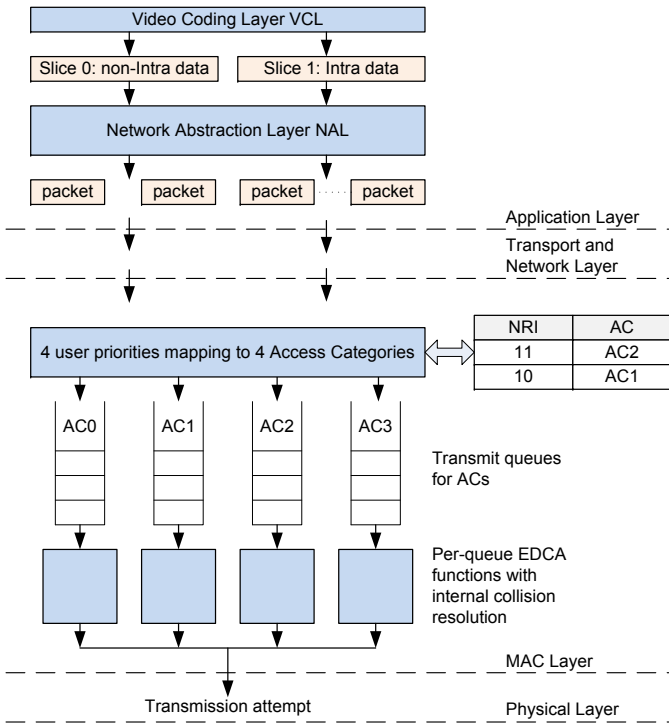 Video Coding Layer VCL
Slice 0: non-Intra data
Slice 1: Intra data
Network Abstraction Layer NAL
packet
packet
packet
packet
Application Layer
Transport and
Network Layer
4 user priorities mapping to 4 Access Categories
NRI
AC
11
AC2
10
AC1
AC0
AC1
AC2
AC3
Transmit queues
for ACs
Per-queue EDCA
functions with
internal collision
resolution
MAC Layer
Transmission attempt
Physical Layer